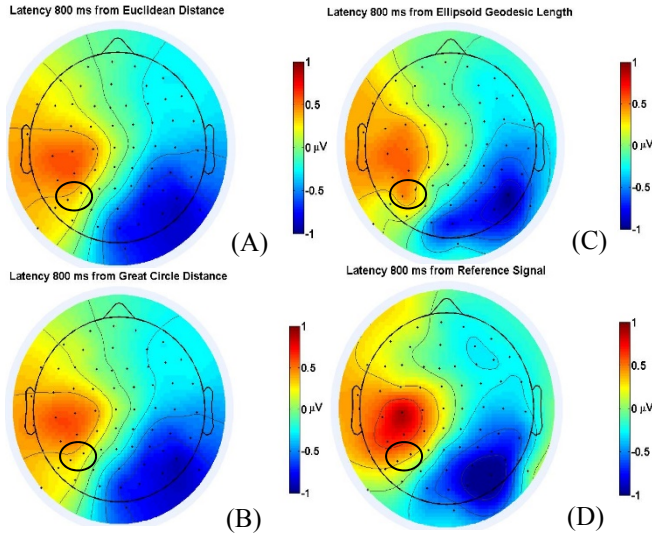 Latency 800 ms from Euclidean Distance
1
0.5
0 µV
-0.5
-1
(A)
Latency 800 ms from Ellipsoid Geodesic Length
1
0.5
0 µV
-0.5
-1
(C)
Latency 800 ms from Great Circle Distance
1
0.5
0 µV
-0.5
-1
(B)
Latency 800 ms from Reference Signal
1
0.5
0 µV
-0.5
-1
(D)